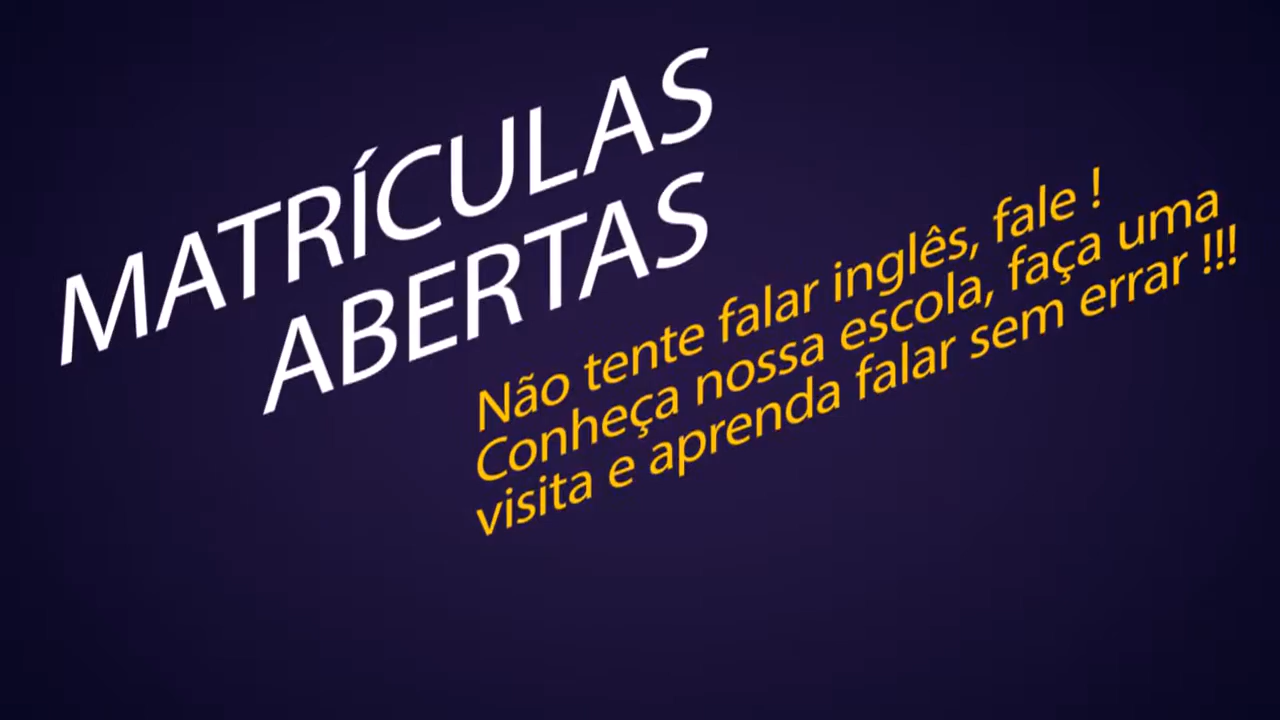 MATRÍCULAS
ABERTAS
Não tente falar inglês, fale !
Conheça nossa escola, faça uma
visita e aprenda falar sem errar !!!